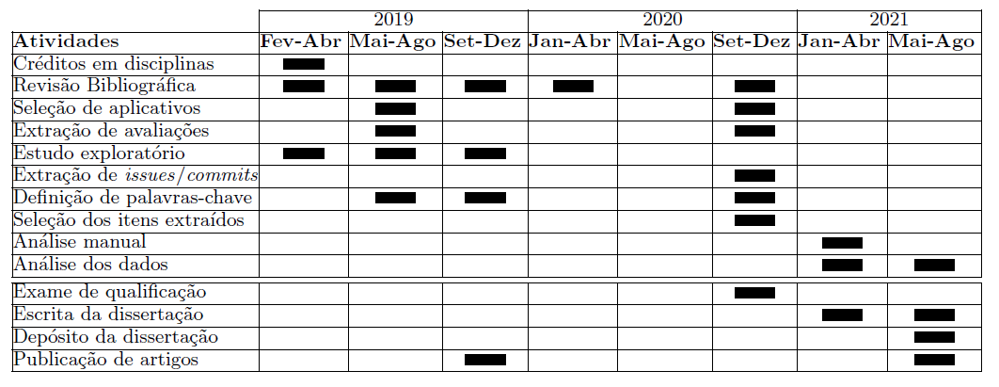 2019 2020 2021
Atividades Fev-Abr Mai-Ago Set-Dez Jan-Abr Mai-Ago Set-Dez Jan-Abr Mai-Ago
Créditos em disciplinas
Revisão Bibliográfica
Seleção de aplicativos
Extração de avaliações
Estudo exploratório
Extração de issues/commits
Definição de palavras-chave
Seleção dos itens extraídos
Análise manual
Análise dos dados
Exame de qualificação
Escrita da dissertação
Depósito da dissertação
Publicação de artigos